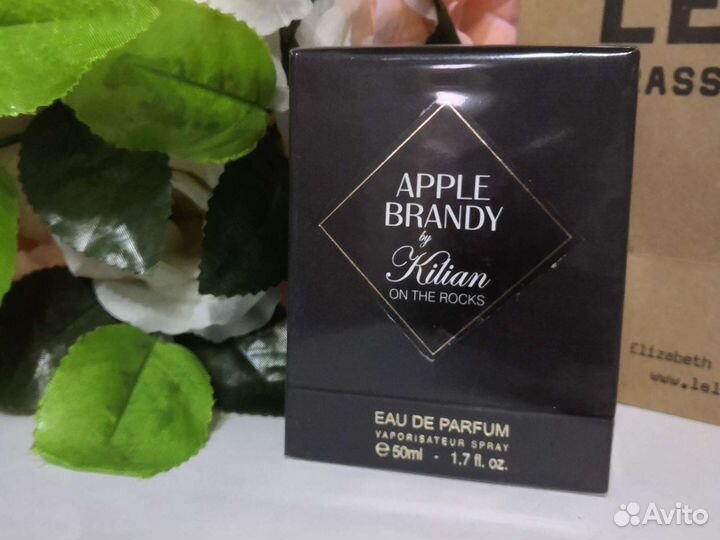 LE
ASS
APPLE
BRANDY
by
Kilian
ON THE ROCKS
Elizabeth
www.lel
EAU DE PARFUM
VAPORISATEUR SPRAY
e 50ml - 1.7 fl. oz.
Avito